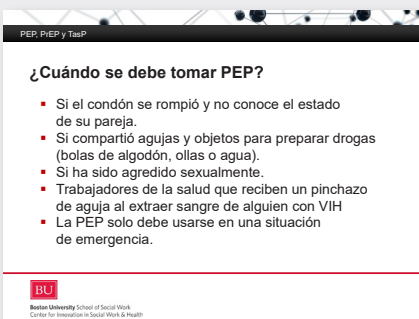 PEP, PrEP y TasP
¿Cuándo se debe tomar PEP?
▪ Si el condón se rompió y no conoce el estado
de su pareja.
▪ Si compartió agujas y objetos para preparar drogas
(bolas de algodón, ollas o agua).
▪ Si ha sido agredido sexualmente.
▪ Trabajadores de la salud que reciben un pinchazo
de aguja al extraer sangre de alguien con VIH
▪ La PEP solo debe usarse en una situación
de emergencia.
BU
Boston University School of Social Work
Center for Innovation in Social Work & Health